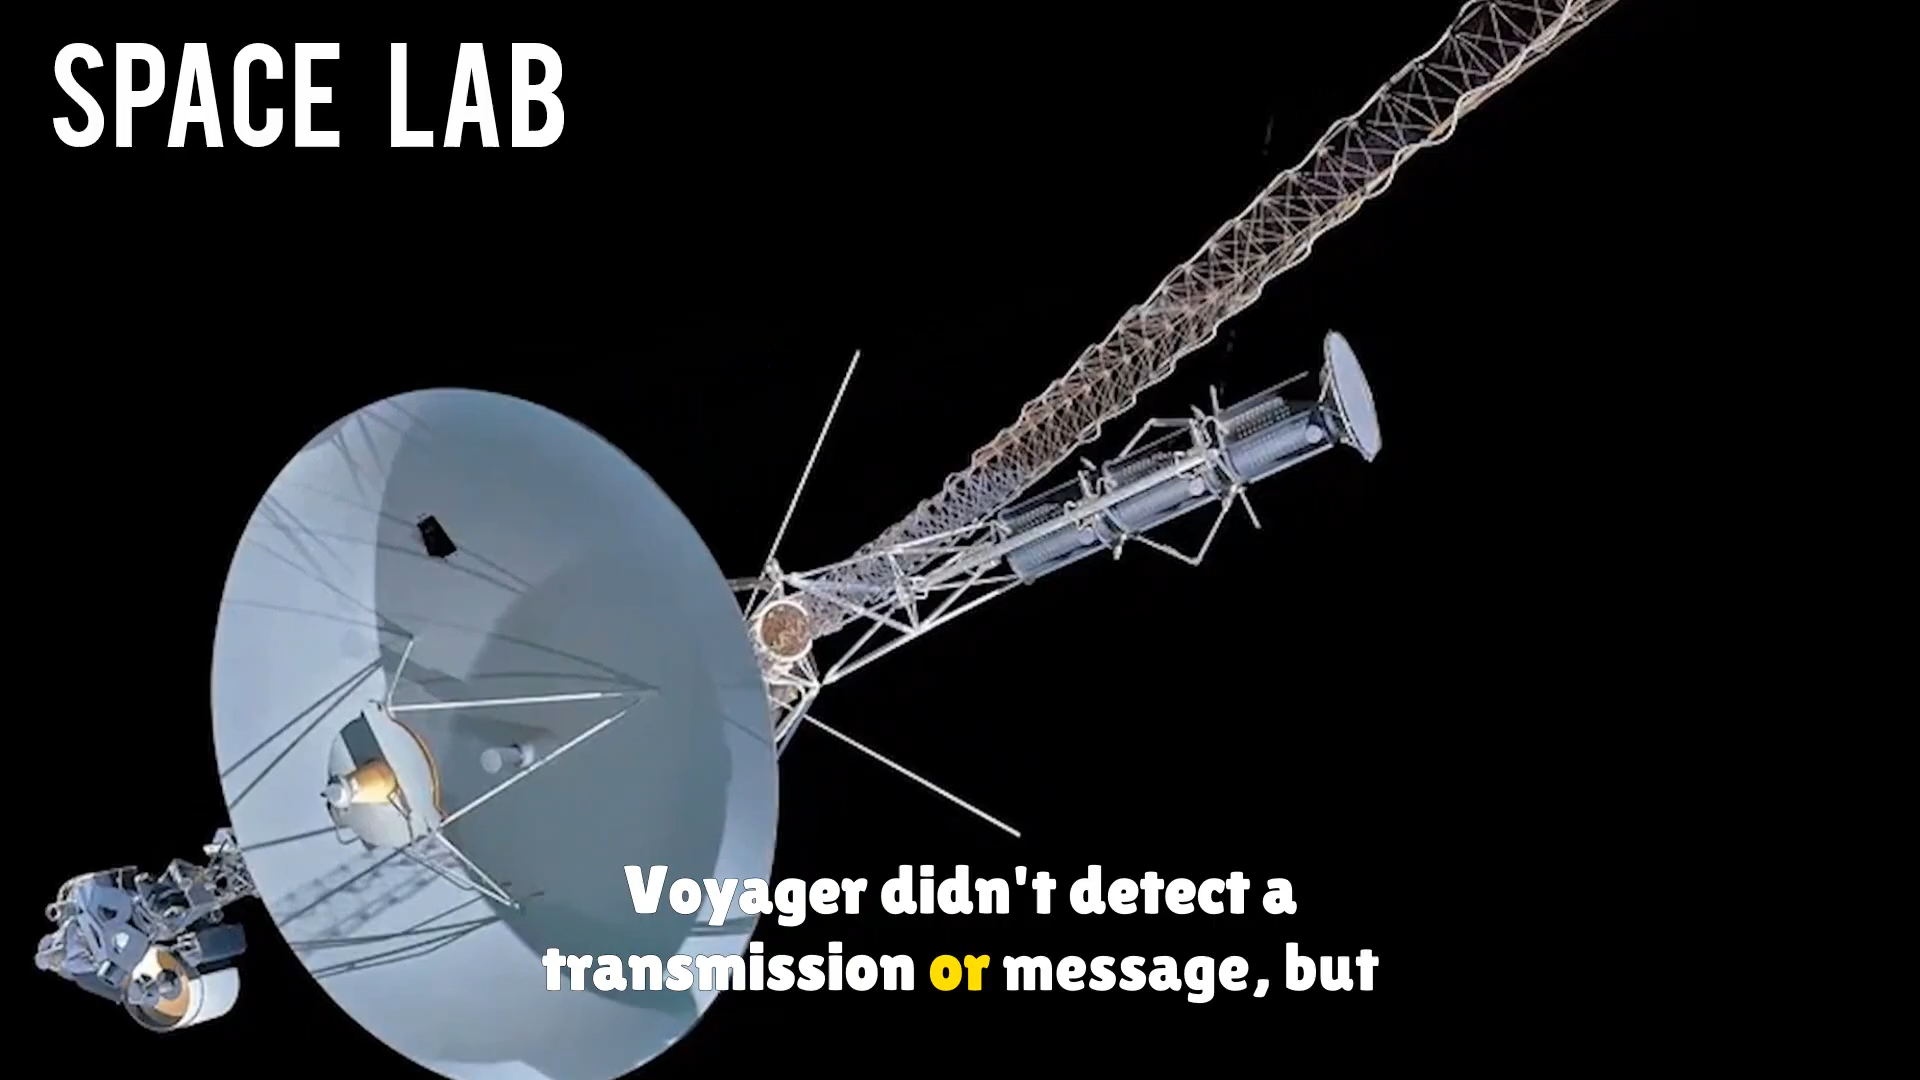 SPACE LAB
Voyager didn't detect a
transmission or message, but